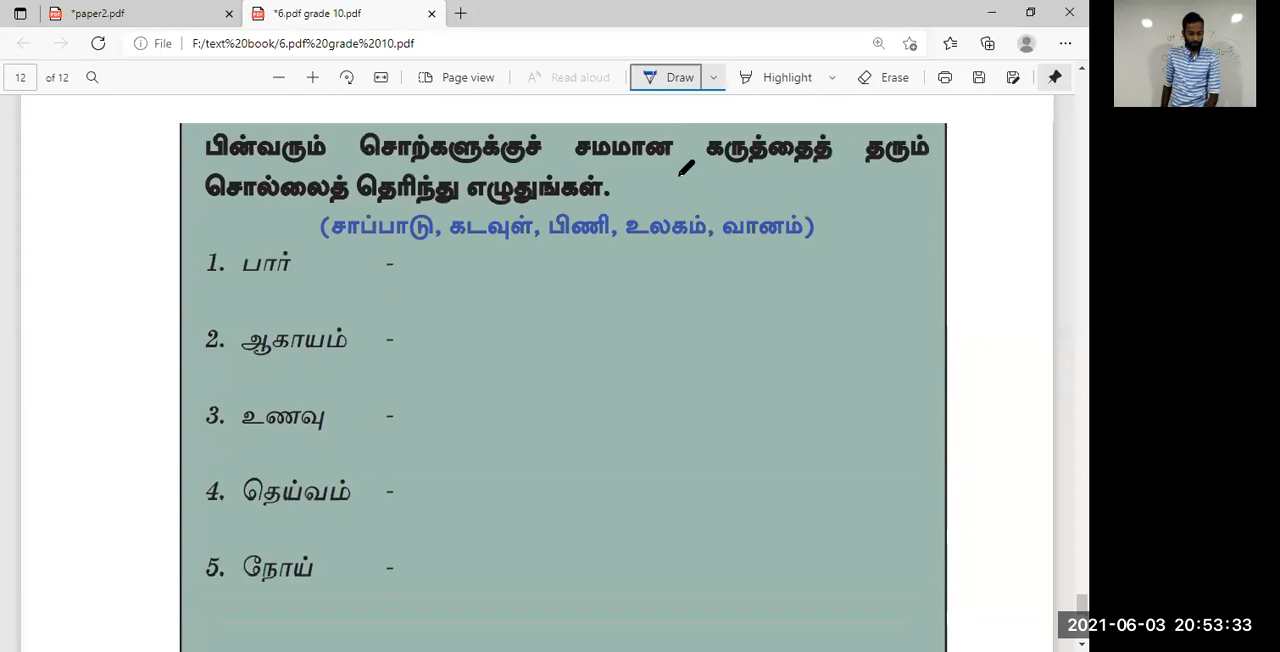 *paper2.pdf
*6.pdf grade 10.pdf
File F:/text%20book/6.pdf%20grade%2010.pdf
12 of 12 Page view Read aloud Draw Highlight Erase
பின்வரும் சொற்களுக்குச் சமமான கருத்தைத் தரும்
சொல்லைத் தெரிந்து எழுதுங்கள்.
(சாப்பாடு, கடவுள், பிணி, உலகம், வானம்)
1. பார் -
2. ஆகாயம் -
3. உணவு -
4. தெய்வம் -
5. நோய் -
2021-06-03 20:53:33